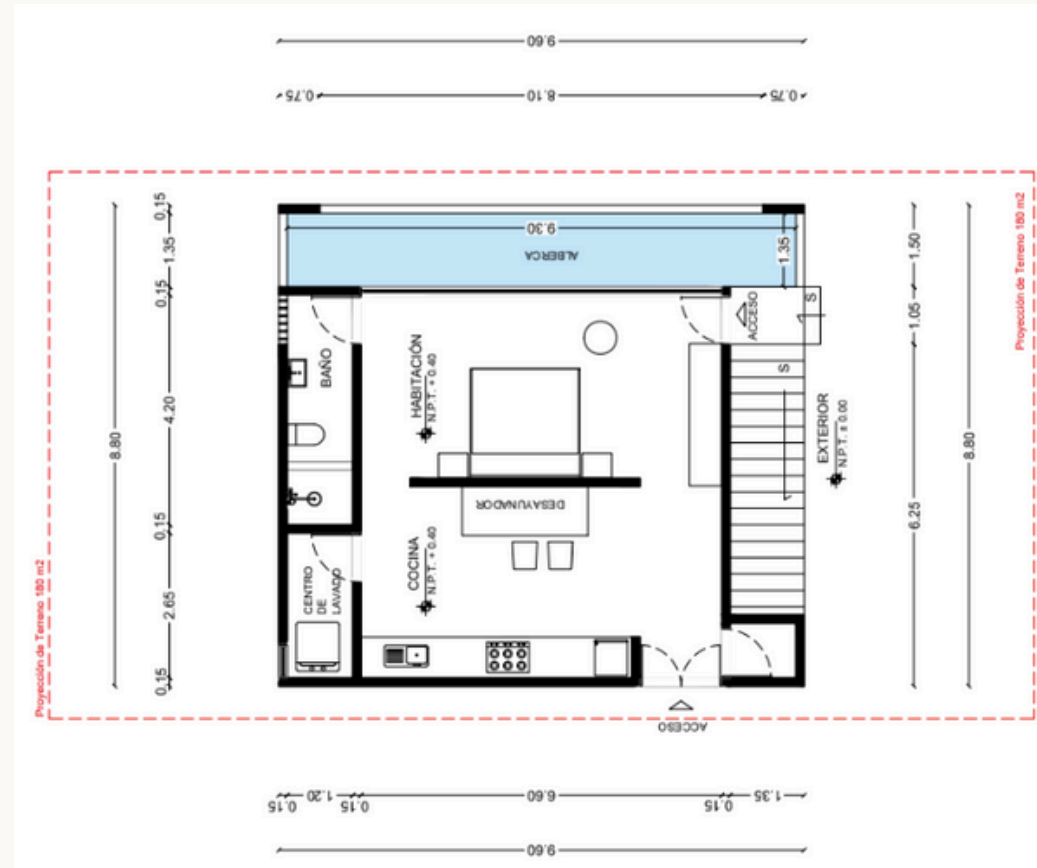 9.60
0.75
8.10
0.75
Proyección de Terreno 180 m2
0.15
1.35
0.15
4.20
0.15
2.65
0.15
8.80
9.30
ALBERCA
1.35
1.50
1.05
6.25
8.80
ACCESO
S
S
BAÑO
HABITACIÓN
N.P.T. + 0.40
EXTERIOR
N.P.T. ± 0.00
DESAYUNADOR
COCINA
N.P.T. + 0.40
CENTRO
DE
LAVADO
Proyección de Terreno 180 m2
ACCESO
0.15
1.20
0.15
6.60
0.15
1.35
9.60